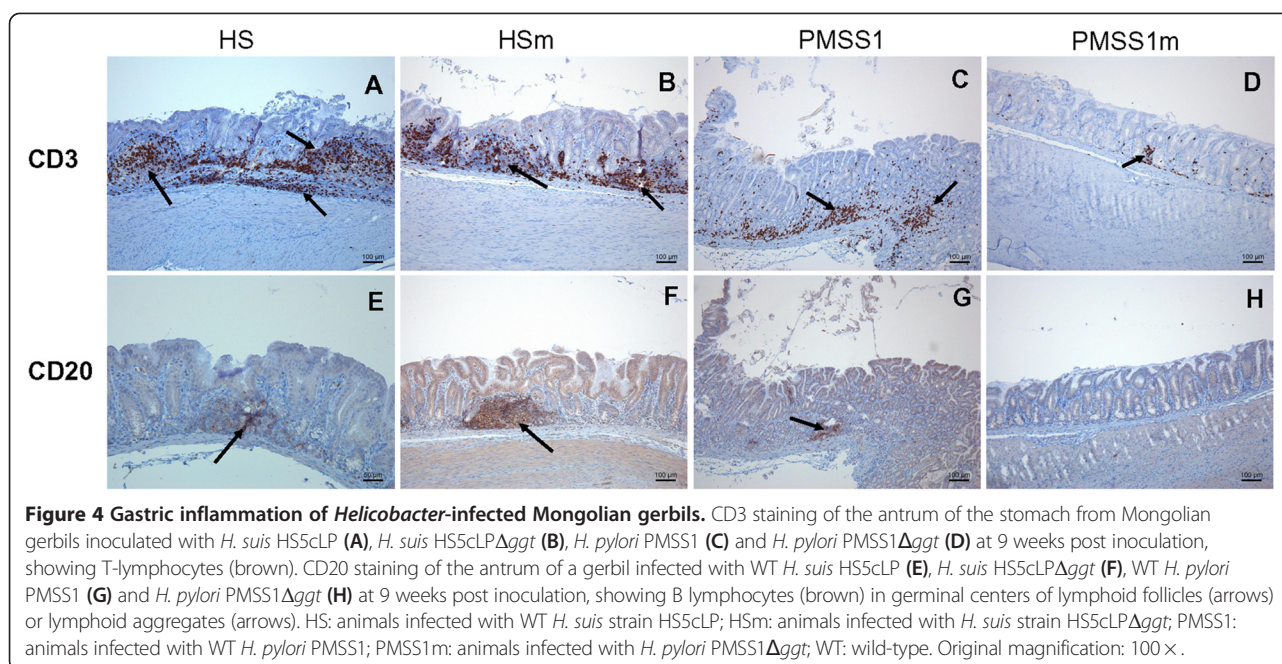 HS HSm PMSS1 PMSS1m
CD3 A B C D
100 µm 100 µm 100 µm 100 µm
CD20 E F G H
50 µm 100 µm 100 µm 100 µm
Figure 4 Gastric inflammation of Helicobacter-infected Mongolian gerbils. CD3 staining of the antrum of the stomach from Mongolian
gerbils inoculated with H. suis HS5cLP (A), H. suis HS5cLPΔggt (B), H. pylori PMSS1 (C) and H. pylori PMSS1Δggt (D) at 9 weeks post inoculation,
showing T-lymphocytes (brown). CD20 staining of the antrum of a gerbil infected with WT H. suis HS5cLP (E), H. suis HS5cLPΔggt (F), WT H. pylori
PMSS1 (G) and H. pylori PMSS1Δggt (H) at 9 weeks post inoculation, showing B lymphocytes (brown) in germinal centers of lymphoid follicles (arrows)
or lymphoid aggregates (arrows). HS: animals infected with WT H. suis strain HS5cLP; HSm: animals infected with H. suis strain HS5cLPΔggt; PMSS1:
animals infected with WT H. pylori PMSS1; PMSS1m: animals infected with H. pylori PMSS1Δggt; WT: wild-type. Original magnification: 100 ×.